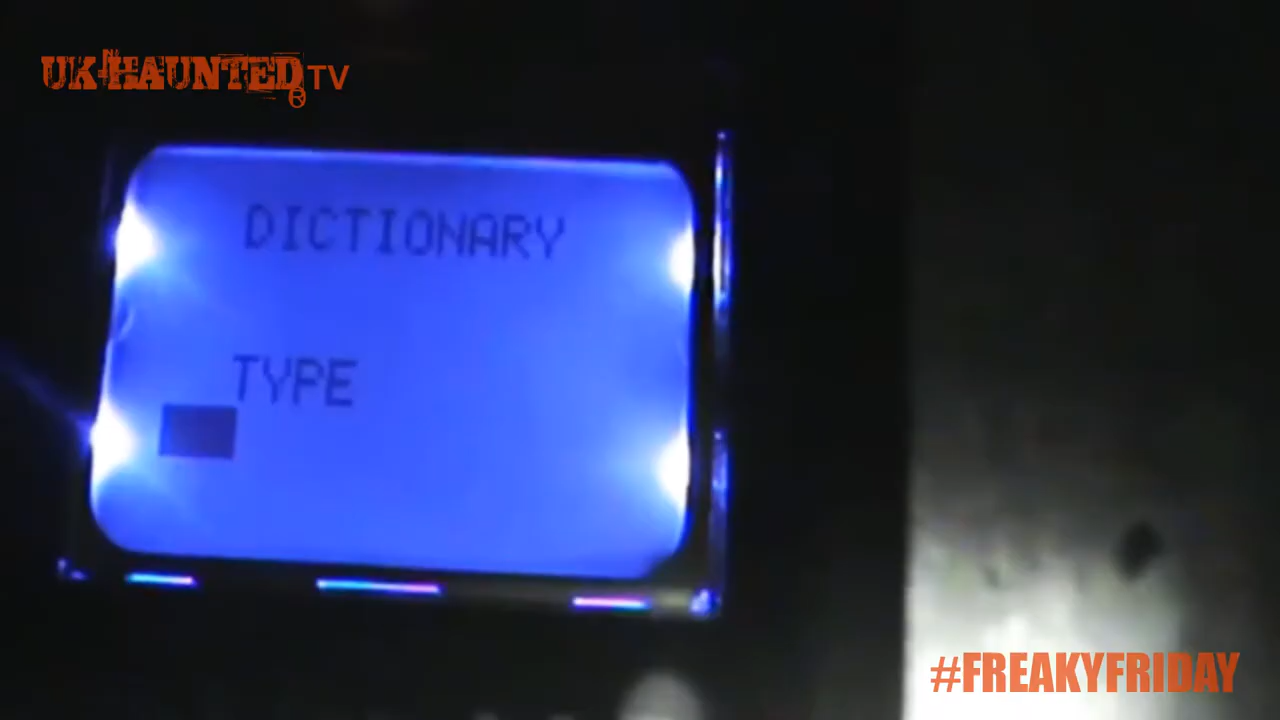 UK-HAUNTED TV
®
DICTIONARY
TYPE
#FREAKYFRIDAY